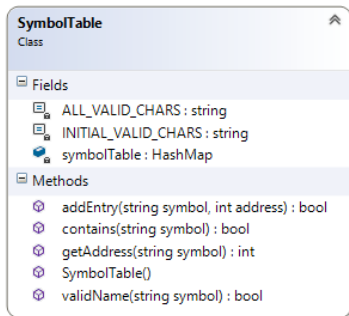 SymbolTable
Class
Fields
ALL_VALID_CHARS : string
INITIAL_VALID_CHARS : string
symbolTable : HashMap
Methods
addEntry(string symbol, int address) : bool
contains(string symbol) : bool
getAddress(string symbol) : int
SymbolTable()
validName(string symbol) : bool